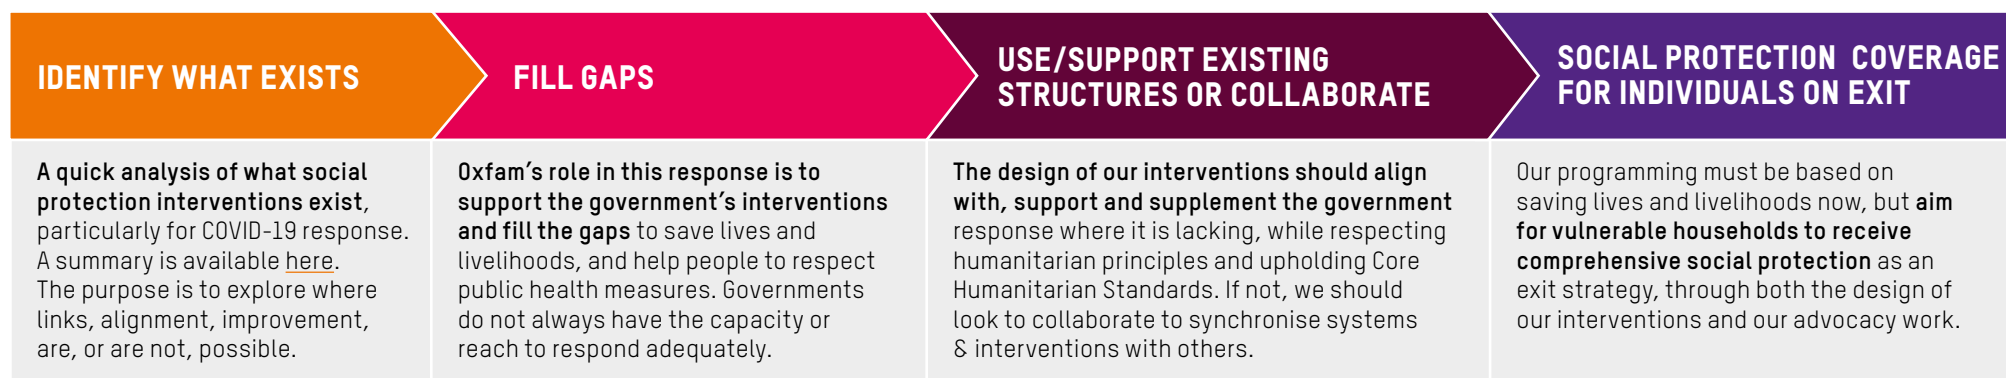 IDENTIFY WHAT EXISTS
A quick analysis of what social
protection interventions exist,
particularly for COVID-19 response.
A summary is available here.
The purpose is to explore where
links, alignment, improvement,
are, or are not, possible.
FILL GAPS
Oxfam's role in this response is to
support the government's interventions
and fill the gaps to save lives and
livelihoods, and help people to respect
public health measures. Governments
do not always have the capacity or
reach to respond adequately.
USE/SUPPORT EXISTING
STRUCTURES OR COLLABORATE
The design of our interventions should align
with, support and supplement the government
response where it is lacking, while respecting
humanitarian principles and upholding Core
Humanitarian Standards. If not, we should
look to collaborate to synchronise systems
& interventions with others.
SOCIAL PROTECTION COVERAGE
FOR INDIVIDUALS ON EXIT
Our programming must be based on
saving lives and livelihoods now, but aim
for vulnerable households to receive
comprehensive social protection as an
exit strategy, through both the design of
our interventions and our advocacy work.